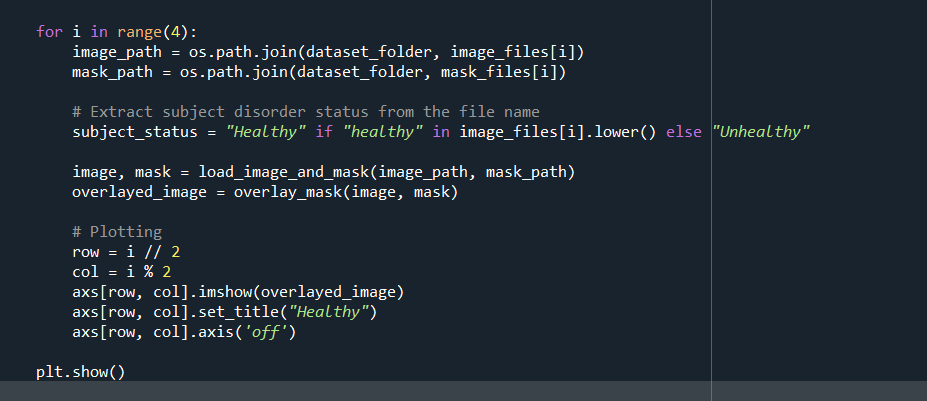 for i in range(4):
    image_path = os.path.join(dataset_folder, image_files[i])
    mask_path = os.path.join(dataset_folder, mask_files[i])
    # Extract subject disorder status from the file name
    subject_status = "Healthy" if "healthy" in image_files[i].lower() else "Unhealthy"
    image, mask = load_image_and_mask(image_path, mask_path)
    overlayed_image = overlay_mask(image, mask)
    # Plotting
    row = i // 2
    col = i % 2
    axs[row, col].imshow(overlayed_image)
    axs[row, col].set_title("Healthy")
    axs[row, col].axis('off')
plt.show()